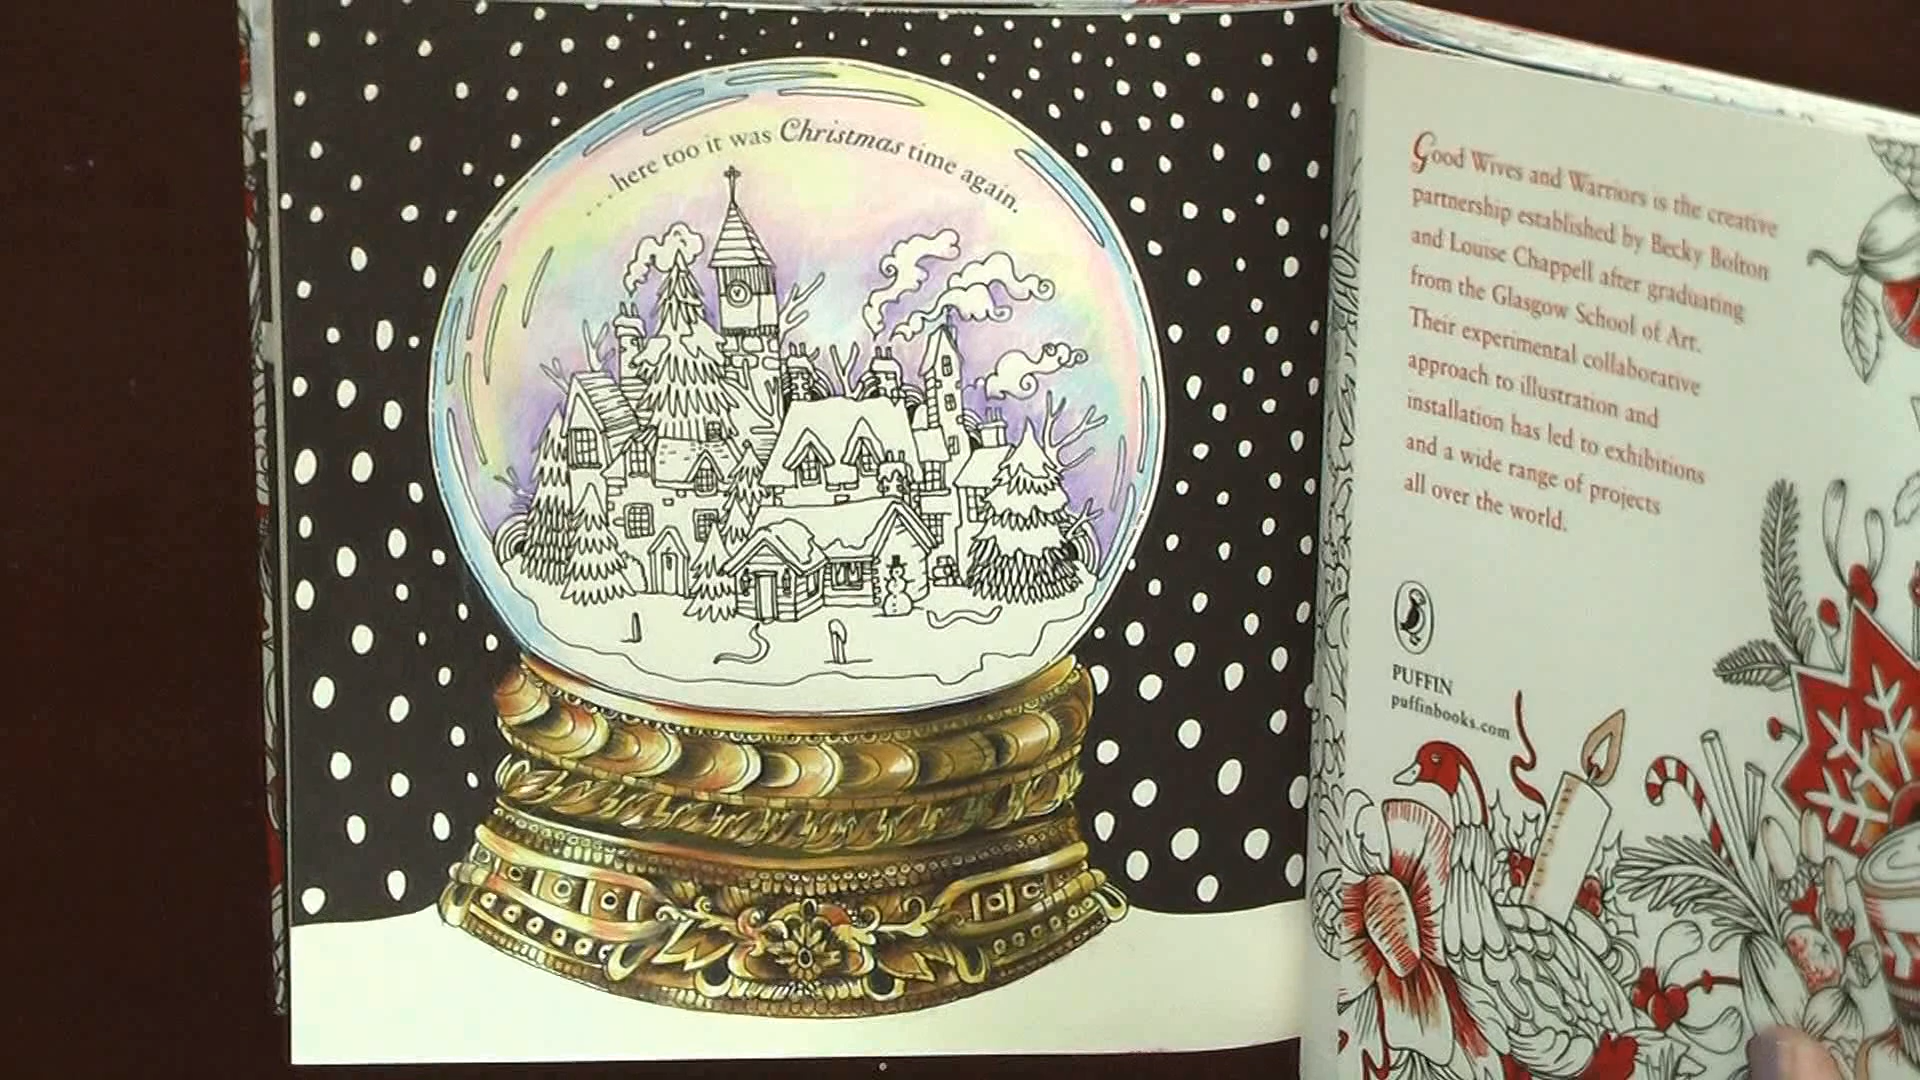 ...here too it was Christmas time again.
Good Wives and Warriors is the creative
partnership established by Becky Bolton
and Louise Chappell after graduating
from the Glasgow School of Art.
Their experimental collaborative
approach to illustration and
installation has led to exhibitions
and a wide range of projects
all over the world.
PUFFIN
puffinbooks.com